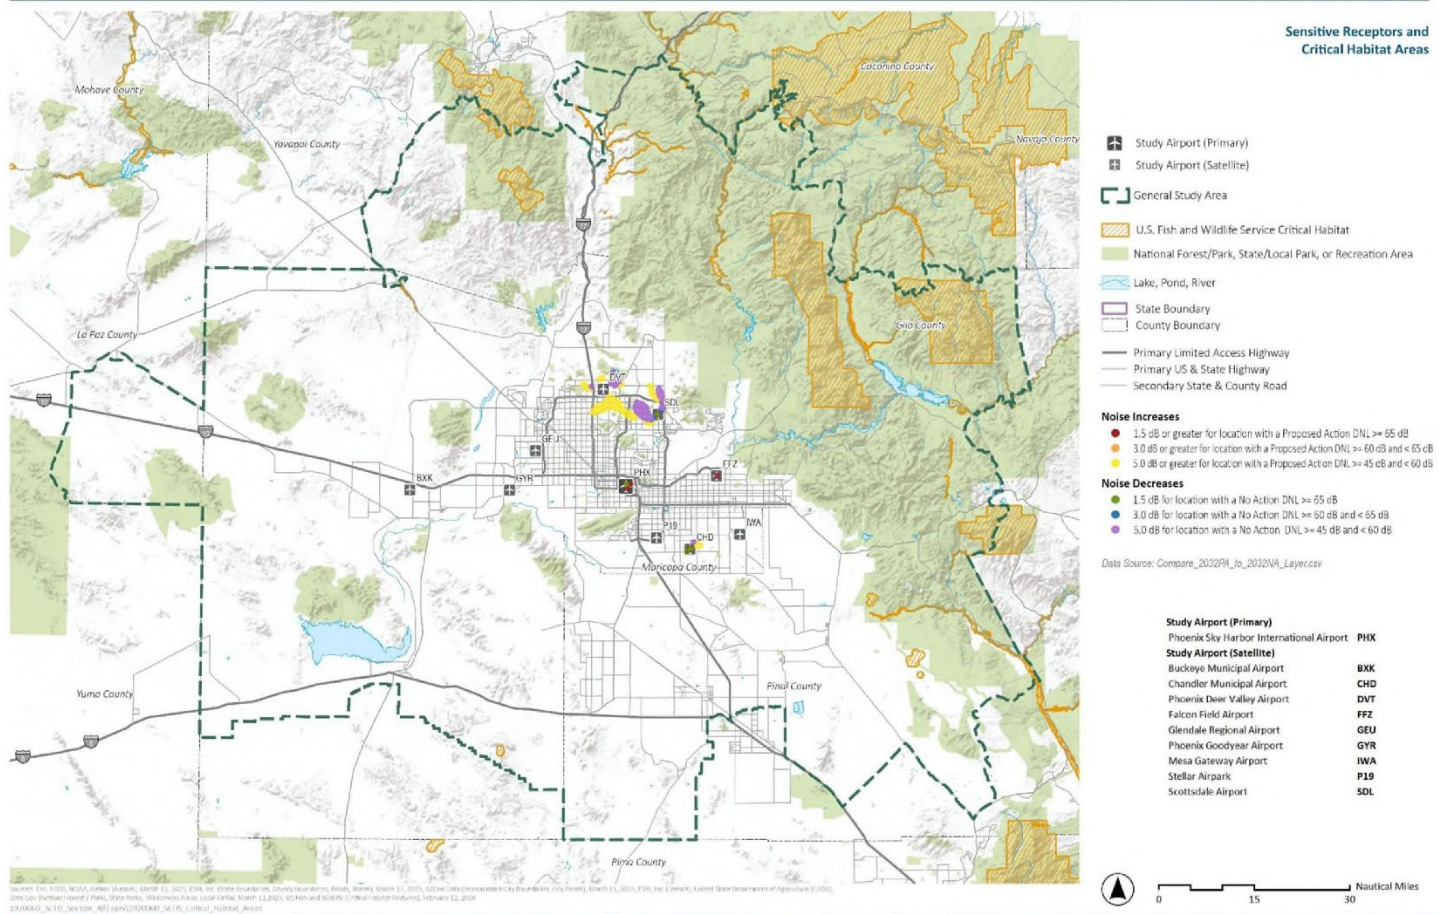 Sensitive Receptors and
Critical Habitat Areas
Mohave County
Yavapai County
Coconino County
Navajo County
La Paz County
Gila County
DVT
SDL
GEU
BXK
GYR
PHX
FFZ
P19
IWA
CHD
Maricopa County
Yuma County
Pinal County
Pima County
Study Airport (Primary)
Study Airport (Satellite)
General Study Area
U.S. Fish and Wildlife Service Critical Habitat
National Forest/Park, State/Local Park, or Recreation Area
Lake, Pond, River
State Boundary
County Boundary
Primary Limited Access Highway
Primary US & State Highway
Secondary State & County Road
Noise Increases
1.5 dB or greater for location with a Proposed Action DNL >= 65 dB
3.0 dB or greater for location with a Proposed Action DNL >= 60 dB and < 65 dB
5.0 dB or greater for location with a Proposed Action DNL >= 45 dB and < 60 dB
Noise Decreases
1.5 dB for location with a No Action DNL >= 65 dB
3.0 dB for location with a No Action DNL >= 60 dB and < 65 dB
5.0 dB for location with a No Action DNL >= 45 dB and < 60 dB
Data Source: Compare_2032PA_to_2032NA_Layer.csv
Study Airport (Primary)
Phoenix Sky Harbor International Airport PHX
Study Airport (Satellite)
Buckeye Municipal Airport BXK
Chandler Municipal Airport CHD
Phoenix Deer Valley Airport DVT
Falcon Field Airport FFZ
Glendale Regional Airport GEU
Phoenix Goodyear Airport GYR
Mesa Gateway Airport IWA
Stellar Airpark P19
Scottsdale Airport SDL
Nautical Miles
0 15 30